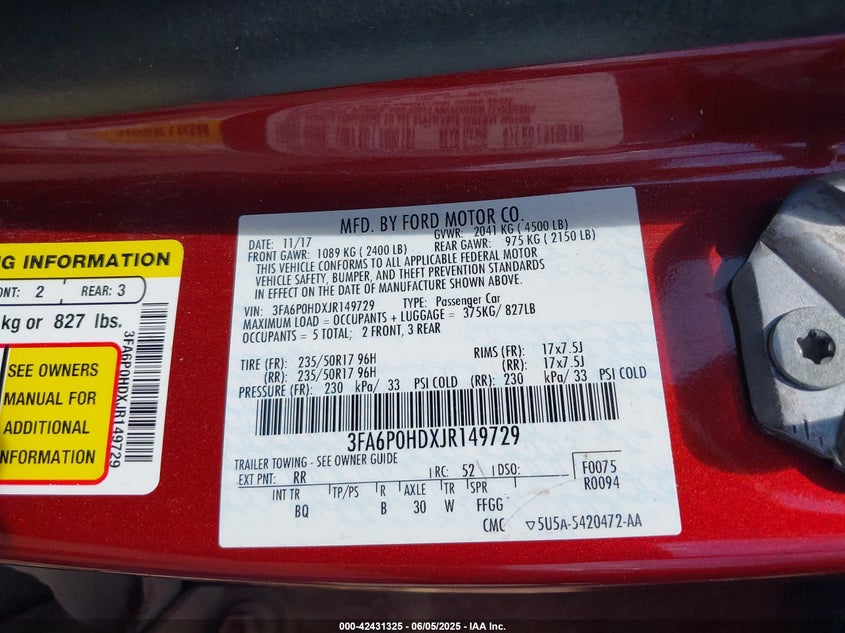 NG INFORMATION
ONT: 2 REAR: 3
kg or 827 lbs.
SEE OWNERS
MANUAL FOR
ADDITIONAL
INFORMATION
3FA6P0HDXJR149729
MFD. BY FORD MOTOR CO.
DATE: 11/17 GVWR: 2041 KG ( 4500 LB)
FRONT GAWR: 1089 KG ( 2400 LB) REAR GAWR: 975 KG ( 2150 LB)
THIS VEHICLE CONFORMS TO ALL APPLICABLE FEDERAL MOTOR
VEHICLE SAFETY, BUMPER, AND THEFT PREVENTION STANDARDS
IN EFFECT ON THE DATE OF MANUFACTURE SHOWN ABOVE.
VIN: 3FA6P0HDXJR149729 TYPE: Passenger Car
MAXIMUM LOAD = OCCUPANTS + LUGGAGE = 375KG/ 827LB
OCCUPANTS = 5 TOTAL; 2 FRONT, 3 REAR
TIRE (FR): 235/50R17 96H RIMS (FR): 17x7.5J
(RR): 235/50R17 96H (RR): 17x7.5J
PRESSURE (FR): 230 kPa/ 33 PSI COLD (RR): 230 kPa/ 33 PSI COLD
3FA6P0HDXJR149729
TRAILER TOWING - SEE OWNER GUIDE
EXT PNT: RR RC: 52 DSO: F0075
INT TR TP/PS R AXLE TR SPR R0094
BQ B 30 W FFGG
CMC ▽5U5A-5420472-AA
000-42431325 | 06/05/2025 - IAA Inc.